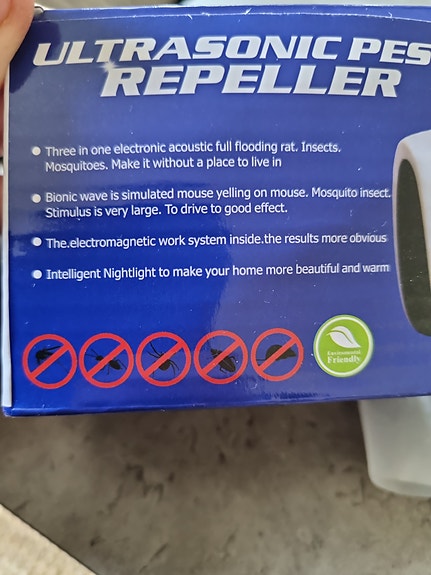 ULTRASONIC PES
REPELLER
Three in one electronic acoustic full flooding rat. Insects.
Mosquitoes. Make it without a place to live in
Bionic wave is simulated mouse yelling on mouse. Mosquito insect.
Stimulus is very large. To drive to good effect.
The.electromagnetic work system inside.the results more obvious
Intelligent Nightlight to make your home more beautiful and warm
Environmental
Friendly